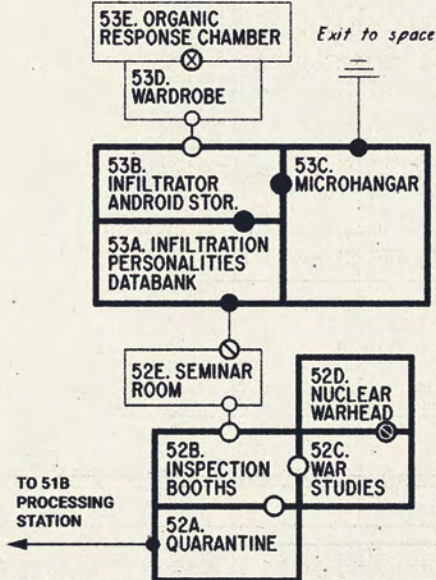 53E. ORGANIC
RESPONSE CHAMBER
Exit to space
53D.
WARDROBE
53B.
INFILTRATOR
ANDROID STOR.
53C.
MICROHANGAR
53A. INFILTRATION
PERSONALITIES
DATABANK
52E. SEMINAR
ROOM
52D.
NUCLEAR
WARHEAD
52B.
INSPECTION
BOOTHS
52C.
WAR
STUDIES
TO 51B
PROCESSING
STATION
52A.
QUARANTINE